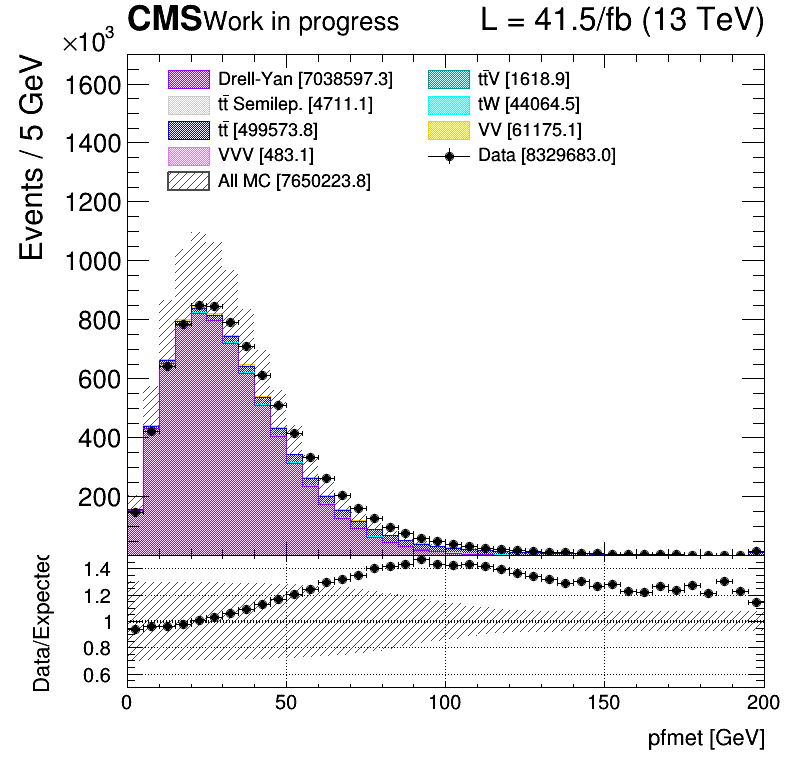 CMS Work in progress L = 41.5/fb (13 TeV)
×10³
Events / 5 GeV
1600
1400
1200
1000
800
600
400
200
Drell-Yan [7038597.3]
tt̄ Semilep. [4711.1]
tt̄ [499573.8]
VVV [483.1]
All MC [7650223.8]
tt̄V [1618.9]
tW [44064.5]
VV [61175.1]
Data [8329683.0]
Data/Expected
1.4
1.2
1
0.8
0.6
0 50 100 150 200
pfmet [GeV]